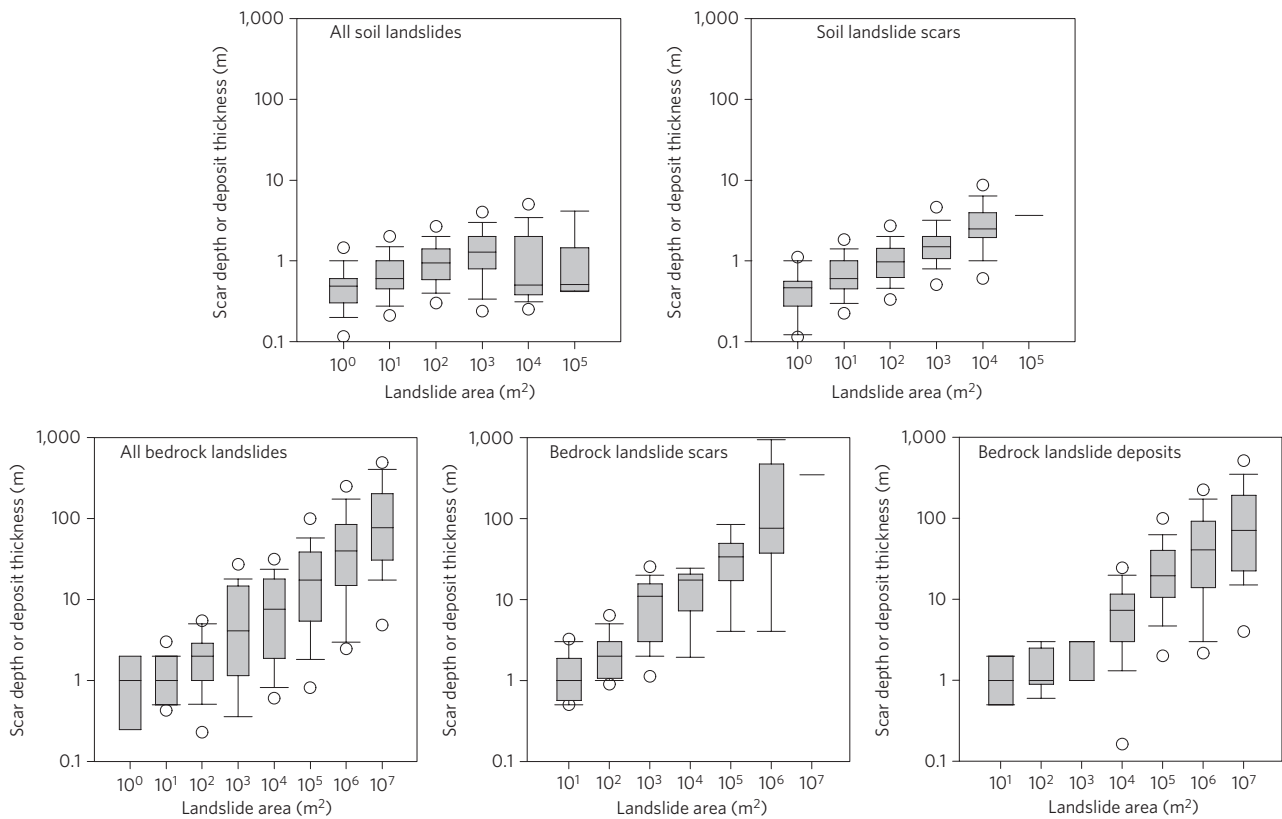 All soil landslides
Scar depth or deposit thickness (m)
1,000
100
10
1
0.1
10⁰ 10¹ 10² 10³ 10⁴ 10⁵
Landslide area (m²)
Soil landslide scars
Scar depth or deposit thickness (m)
1,000
100
10
1
0.1
10⁰ 10¹ 10² 10³ 10⁴ 10⁵
Landslide area (m²)
All bedrock landslides
Scar depth or deposit thickness (m)
1,000
100
10
1
0.1
10⁰ 10¹ 10² 10³ 10⁴ 10⁵ 10⁶ 10⁷
Landslide area (m²)
Bedrock landslide scars
Scar depth or deposit thickness (m)
1,000
100
10
1
0.1
10¹ 10² 10³ 10⁴ 10⁵ 10⁶ 10⁷
Landslide area (m²)
Bedrock landslide deposits
Scar depth or deposit thickness (m)
1,000
100
10
1
0.1
10¹ 10² 10³ 10⁴ 10⁵ 10⁶ 10⁷
Landslide area (m²)